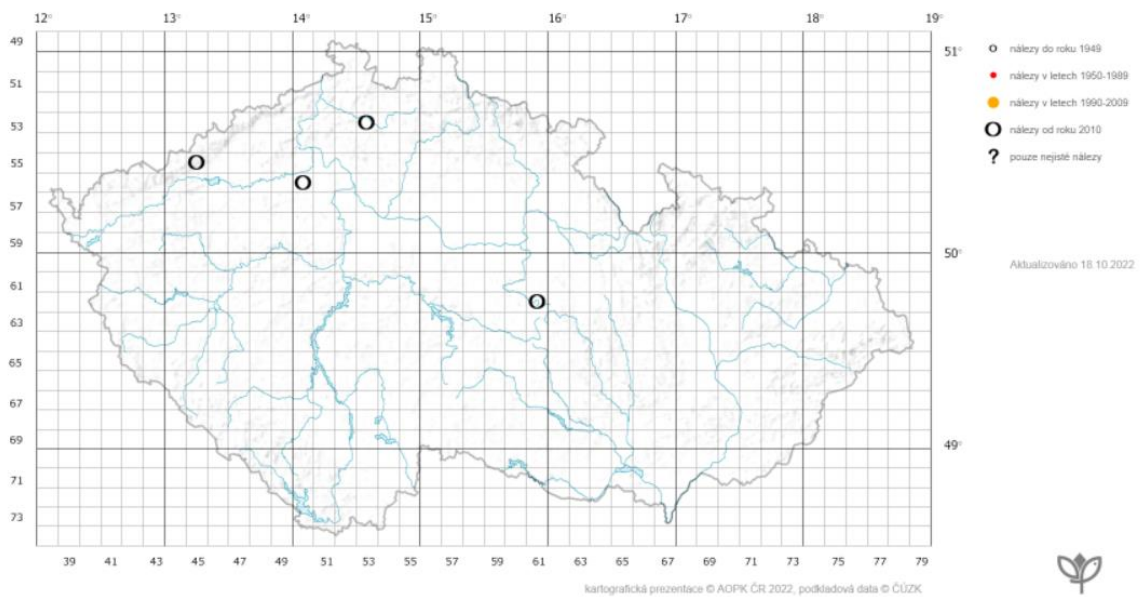 12° 13° 14° 15° 16° 17° 18° 19°
49 51° o nálezy do roku 1949
51 nálezy v letech 1950-1989
nálezy v letech 1990-2009
53 O nálezy od roku 2010
55 ? pouze nejisté nálezy
57
59 50° Aktualizováno 18.10.2022
61
63
65
67
69 49°
71
73
39 41 43 45 47 49 51 53 55 57 59 61 63 65 67 69 71 73 75 77 79
kartografická prezentace © AOPK ČR 2022, podkladová data © ČÚZK